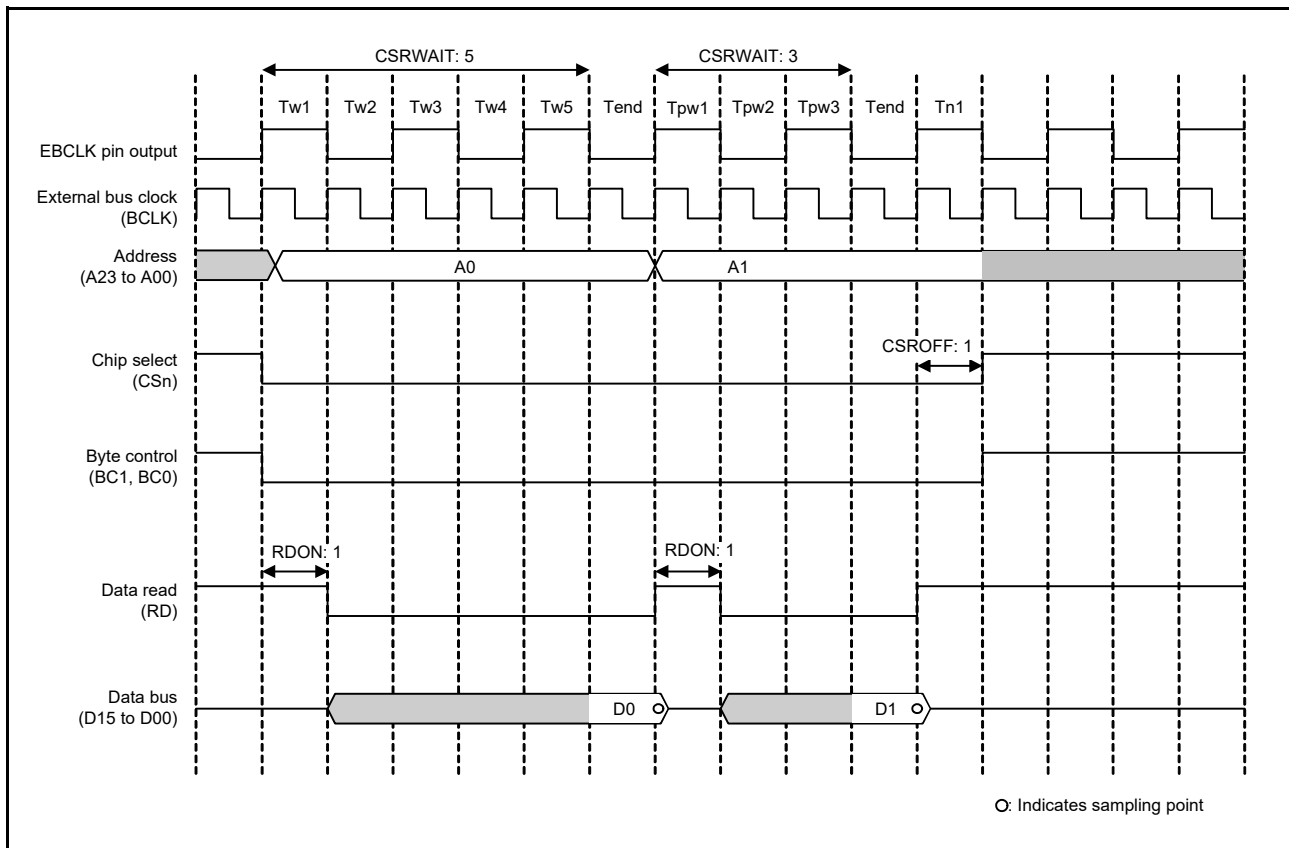 CSRWAIT: 5
CSRWAIT: 3
Tw1 Tw2 Tw3 Tw4 Tw5 Tend Tpw1 Tpw2 Tpw3 Tend Tn1
EBCLK pin output
External bus clock
(BCLK)
Address
(A23 to A00)
A0
A1
Chip select
(CSn)
CSROFF: 1
Byte control
(BC1, BC0)
RDON: 1
RDON: 1
Data read
(RD)
Data bus
(D15 to D00)
D0
D1
: Indicates sampling point